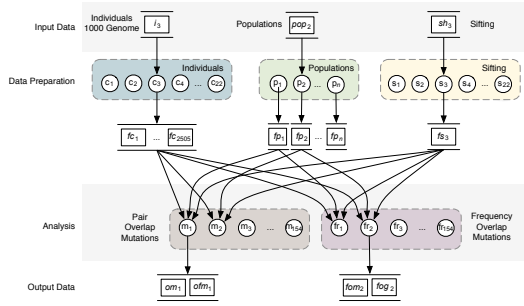 Input Data
Individuals
1000 Genome
i3
Populations
pop2
sh3
Sifting
Data Preparation
Individuals
c1 c2 c3 c4 ... c22
Populations
p1 p2 ... pn
Sifting
s1 s2 s3 s4 ... s22
fc1 ... fc2505
fp1 fp2 ... fpn
fs3
Analysis
Pair
Overlap
Mutations
m1 m2 m3 ... m154
fr1 fr2 fr3 ... fr154
Frequency
Overlap
Mutations
Output Data
om1 ofm1
fom2 fog2